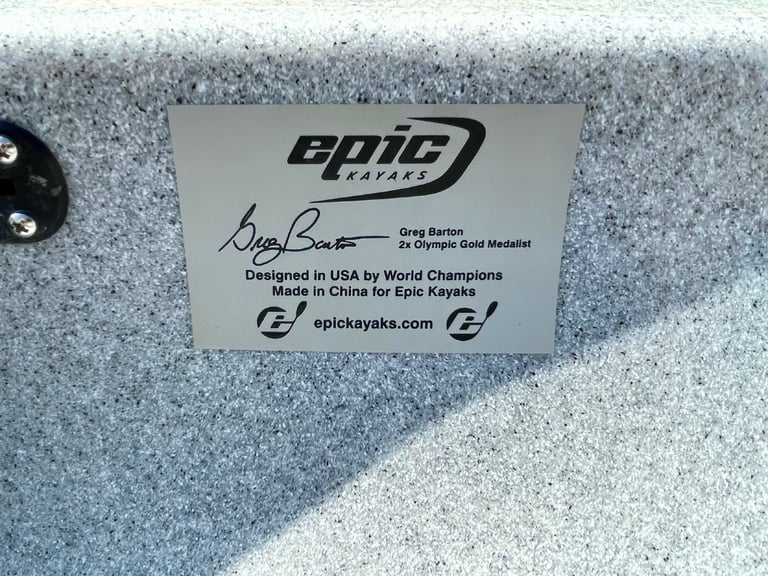 epic
KAYAKS
Greg Barton
Greg Barton
2x Olympic Gold Medalist
Designed in USA by World Champions
Made in China for Epic Kayaks
epickayaks.com